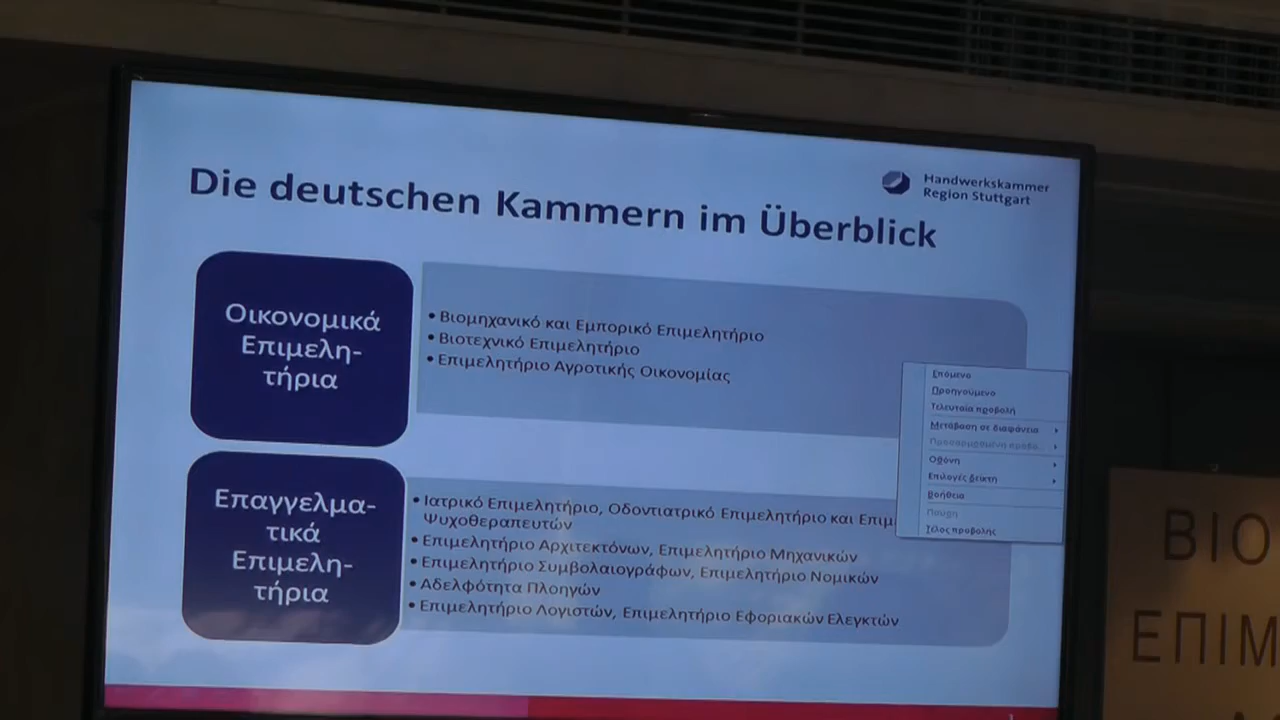 Die deutschen Kammern im Überblick
Handwerkskammer
Region Stuttgart
Οικονομικά
Επιμελη-
τήρια
• Βιομηχανικό και Εμπορικό Επιμελητήριο
• Βιοτεχνικό Επιμελητήριο
• Επιμελητήριο Αγροτικής Οικονομίας
Επαγγελμα-
τικά
Επιμελη-
τήρια
• Ιατρικό Επιμελητήριο, Οδοντιατρικό Επιμελητήριο και Επιμ
Ψυχοθεραπευτών
• Επιμελητήριο Αρχιτεκτόνων, Επιμελητήριο Μηχανικών
• Επιμελητήριο Συμβολαιογράφων, Επιμελητήριο Νομικών
• Αδελφότητα Πλοηγών
• Επιμελητήριο Λογιστών, Επιμελητήριο Εφοριακών Ελεγκτών
Επόμενο
Προηγούμενο
Τελευταία προβολή
Μετάβαση σε διαφάνεια
Προσαρμοσμένη προβο...
Οθόνη
Επιλογές δείκτη
Βοήθεια
Παύση
Τέλος προβολής
ΒΙΟ
ΕΠΙΜ